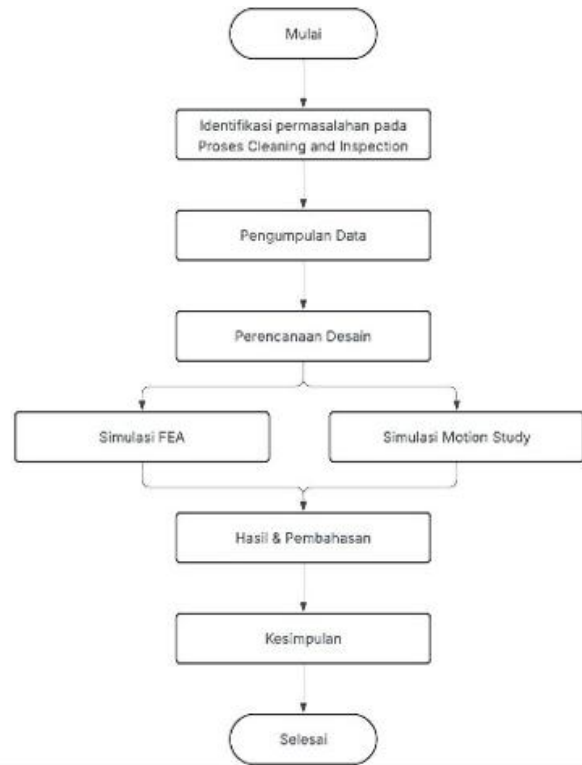 Mulai
Identifikasi permasalahan pada
Proses Cleaning and Inspection
Pengumpulan Data
Perencanaan Desain
Simulasi FEA
Simulasi Motion Study
Hasil & Pembahasan
Kesimpulan
Selesai